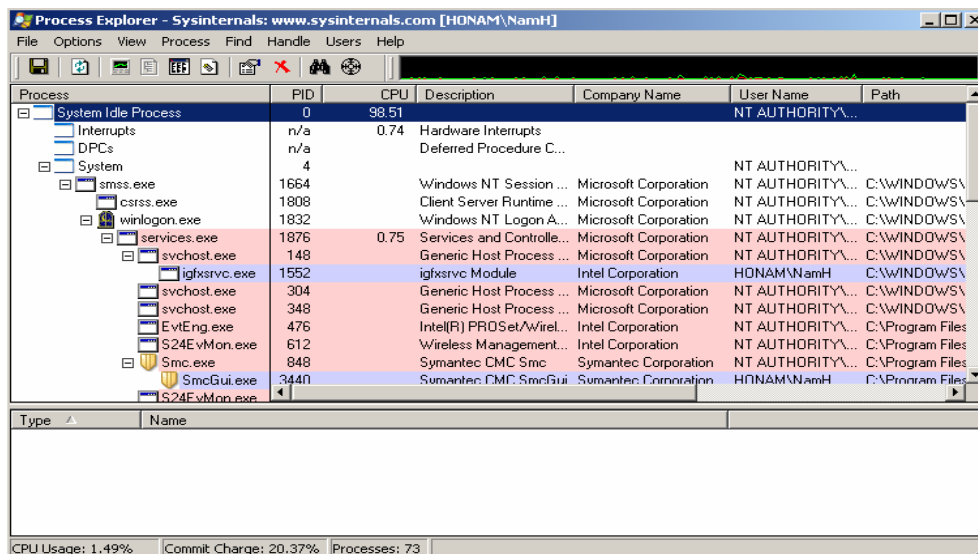 Process Explorer - Sysinternals: www.sysinternals.com [HONAM\NamH]
File Options View Process Find Handle Users Help
Process PID CPU Description Company Name User Name Path
System Idle Process 0 98.51 NT AUTHORITY\...
Interrupts n/a 0.74 Hardware Interrupts
DPCs n/a Deferred Procedure C...
System 4 NT AUTHORITY\...
smss.exe 1664 Windows NT Session ... Microsoft Corporation NT AUTHORITY\... C:\WINDOWS\
csrss.exe 1808 Client Server Runtime ... Microsoft Corporation NT AUTHORITY\... C:\WINDOWS\
winlogon.exe 1832 Windows NT Logon A... Microsoft Corporation NT AUTHORITY\... C:\WINDOWS\
services.exe 1876 0.75 Services and Controlle... Microsoft Corporation NT AUTHORITY\... C:\WINDOWS\
svchost.exe 148 Generic Host Process ... Microsoft Corporation NT AUTHORITY\... C:\WINDOWS\
igfxsrvc.exe 1552 igfxsrvc Module Intel Corporation HONAM\NamH C:\WINDOWS\
svchost.exe 304 Generic Host Process ... Microsoft Corporation NT AUTHORITY\... C:\WINDOWS\
svchost.exe 348 Generic Host Process ... Microsoft Corporation NT AUTHORITY\... C:\WINDOWS\
EvtEng.exe 476 Intel(R) PROSet/Wirel... Intel Corporation NT AUTHORITY\... C:\Program Files
S24EvMon.exe 612 Wireless Management... Intel Corporation NT AUTHORITY\... C:\Program Files
Smc.exe 848 Symantec CMC Smc Symantec Corporation NT AUTHORITY\... C:\Program Files
SmcGui.exe 3440 Symantec CMC SmcGui Symantec Corporation HONAM\NamH C:\Program Files
S24EvMon.exe
Type Name
CPU Usage: 1.49% Commit Charge: 20.37% Processes: 73